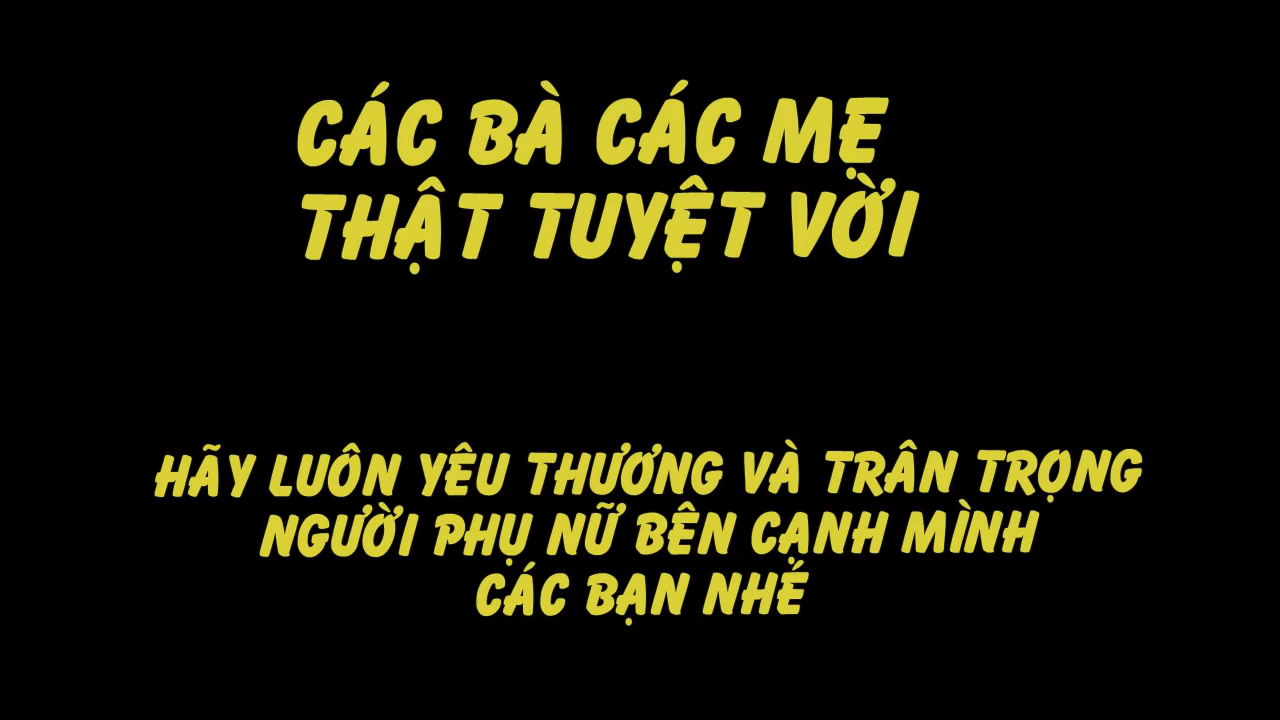 CÁC BÀ CÁC MẸ
THẬT TUYỆT VỜI
HÃY LUÔN YÊU THƯƠNG VÀ TRÂN TRỌNG
NGƯỜI PHỤ NỮ BÊN CẠNH MÌNH
CÁC BẠN NHÉ